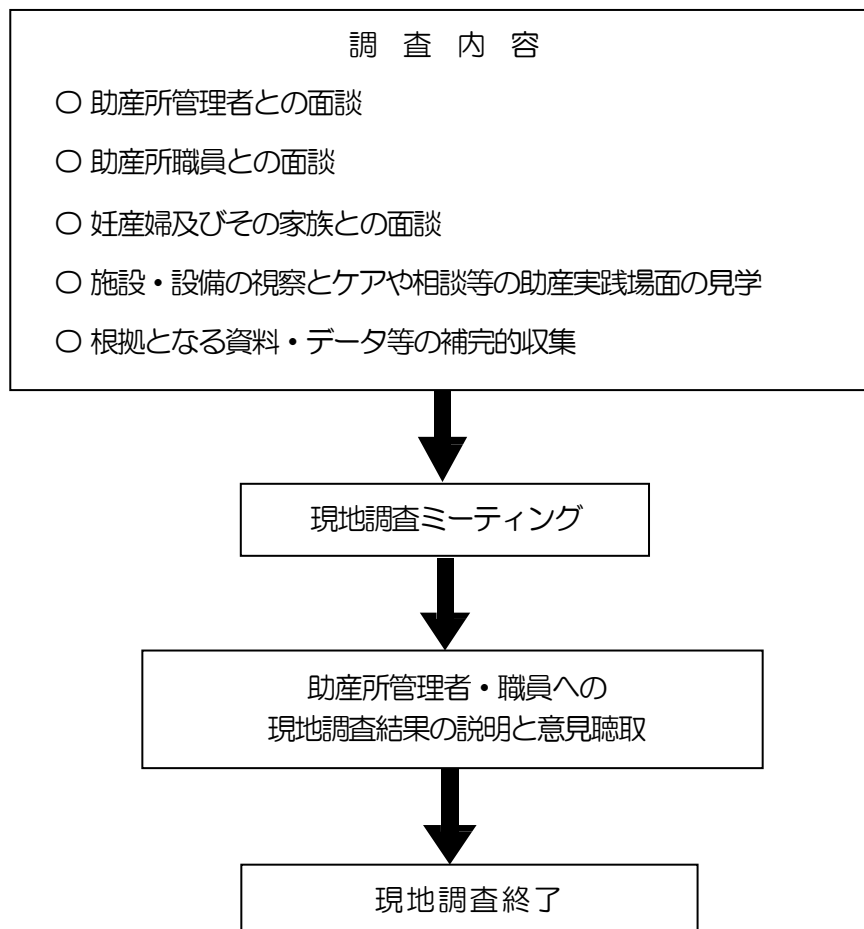 調 査 内 容
○ 助産所管理者との面談
○ 助産所職員との面談
○ 妊産婦及びその家族との面談
○ 施設・設備の視察とケアや相談等の助産実践場面の見学
○ 根拠となる資料・データ等の補完的収集
現地調査ミーティング
助産所管理者・職員への
現地調査結果の説明と意見聴取
現地調査終了